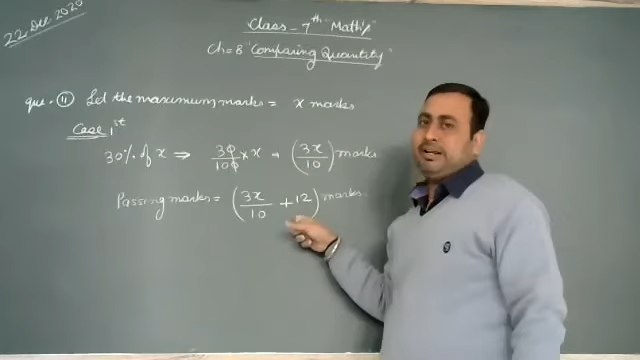 22 Dec 2020
Class - 7th "Math's"
Ch = 8 "Comparing Quantity"
que. 11 Let the maximum marks = x marks
Case 1st
30% of x ⇒ 30/100 × x = (3x/10) marks
Passing marks = (3x/10 + 12) marks.